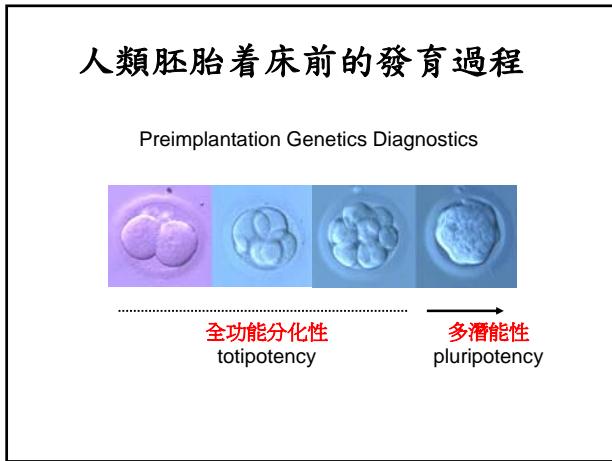 人類胚胎着床前的發育過程
Preimplantation Genetics Diagnostics
全功能分化性
多潛能性
totipotency
pluripotency